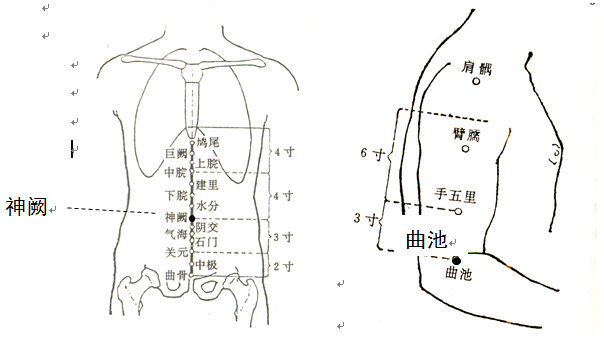 鸠尾
巨阙
上脘
中脘
建里
下脘
水分
神阙
神阙
阴交
气海
石门
关元
中极
曲骨
4寸
4寸
3寸
2寸
肩髃
臂臑
6寸
手五里
3寸
曲池
曲池